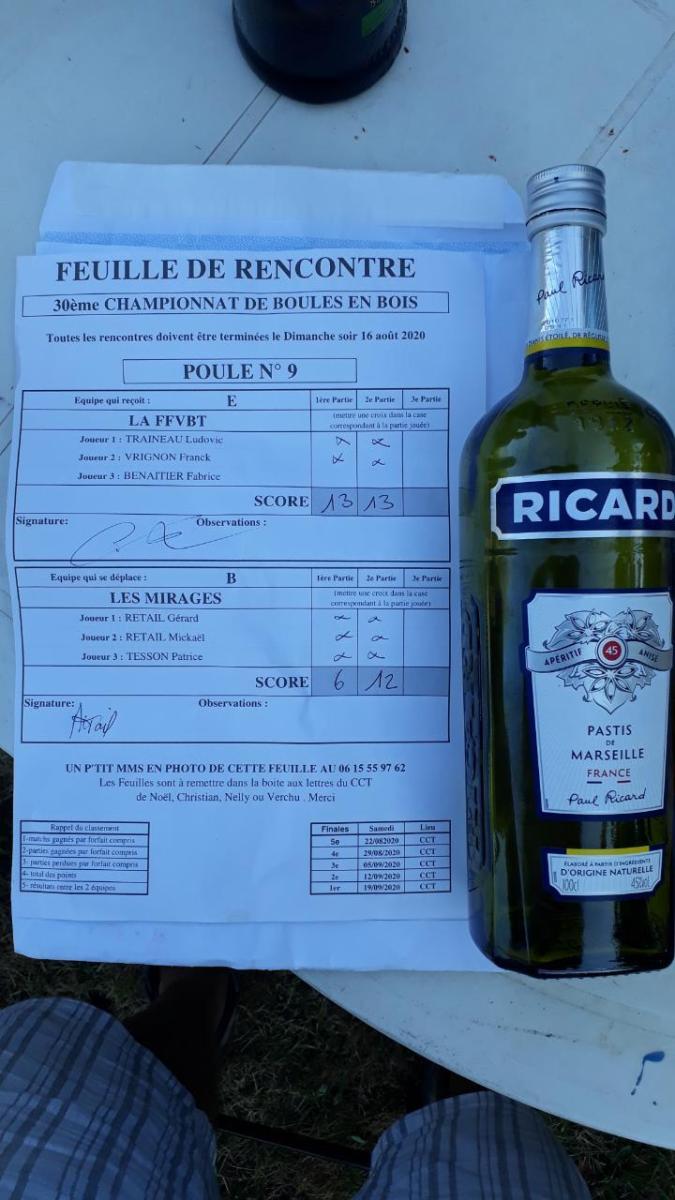 FEUILLE DE RENCONTRE
30ème CHAMPIONNAT DE BOULES EN BOIS
Toutes les rencontres doivent être terminées le Dimanche soir 16 août 2020
POULE N° 9
Equipe qui reçoit : E 1ère Partie 2e Partie 3e Partie
LA FFVBT (mettre une croix dans la case correspondant à la partie jouée)
Joueur 1 : TRAINEAU Ludovic x x
Joueur 2 : VRIGNON Franck x x
Joueur 3 : BENAITIER Fabrice
SCORE 13 13
Signature: Observations :
Equipe qui se déplace : B 1ère Partie 2e Partie 3e Partie
LES MIRAGES (mettre une croix dans la case correspondant à la partie jouée)
Joueur 1 : RETAIL Gérard x x
Joueur 2 : RETAIL Mickaël x x
Joueur 3 : TESSON Patrice x x
SCORE 6 12
Signature: Observations :
UN P'TIT MMS EN PHOTO DE CETTE FEUILLE AU 06 15 55 97 62
Les Feuilles sont à remettre dans la boite aux lettres du CCT
de Noël, Christian, Nelly ou Verchu . Merci
Rappel du classement
1-matchs gagnés par forfait compris
2-parties gagnées par forfait compris
3- parties perdues par forfait compris
4- total des points
5- résultats entre les 2 équipes
Finales Samedi Lieu
5e 22/082020 CCT
4e 29/08/2020 CCT
3e 05/09/2020 CCT
2e 12/09/2020 CCT
1er 19/09/2020 CCT
Paul Ricard
RICARD
APÉRITIF 45 ANISÉ
PASTIS
DE
MARSEILLE
FRANCE
Paul Ricard
ÉLABORÉ À PARTIR D'INGRÉDIENTS
D'ORIGINE NATURELLE
100cl 45%vol